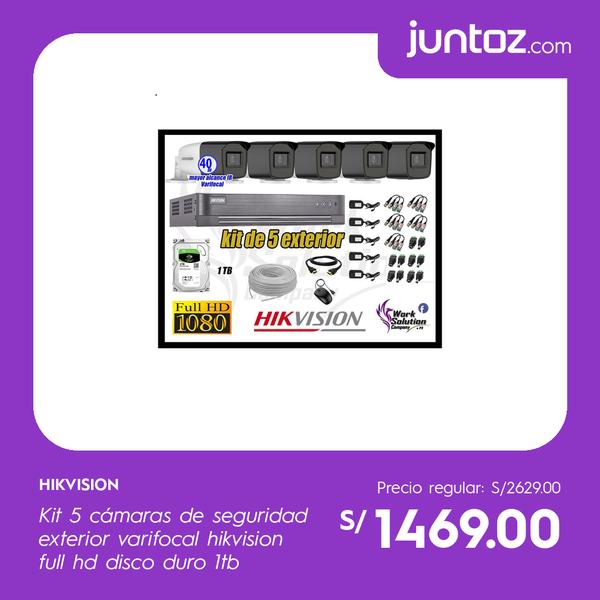 juntoz.com
40
mayor alcance IR
Varifocal
HIKVISION
kit de 5 exterior
1 TB
Full HD
1080
HIKVISION
Work
Solution
Company
HIKVISION
Precio regular: S/2629.00
Kit 5 cámaras de seguridad
exterior varifocal hikvision
full hd disco duro 1tb
S/1469.00